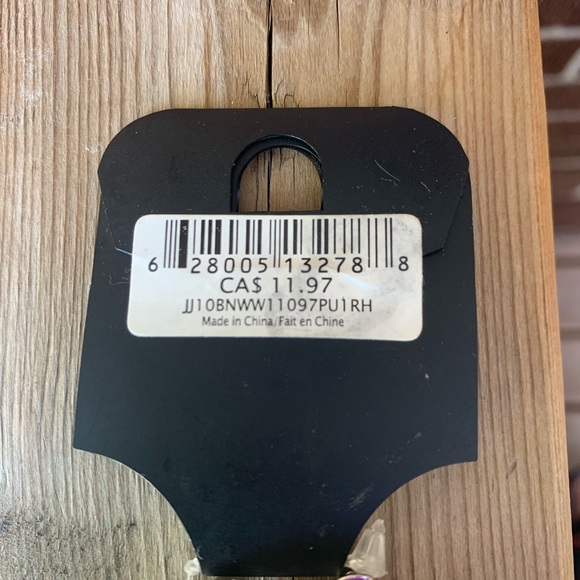 6 28005 13278 8
CA$ 11.97
JJ10BNWW11097PU1RH
Made in China/Fait en Chine